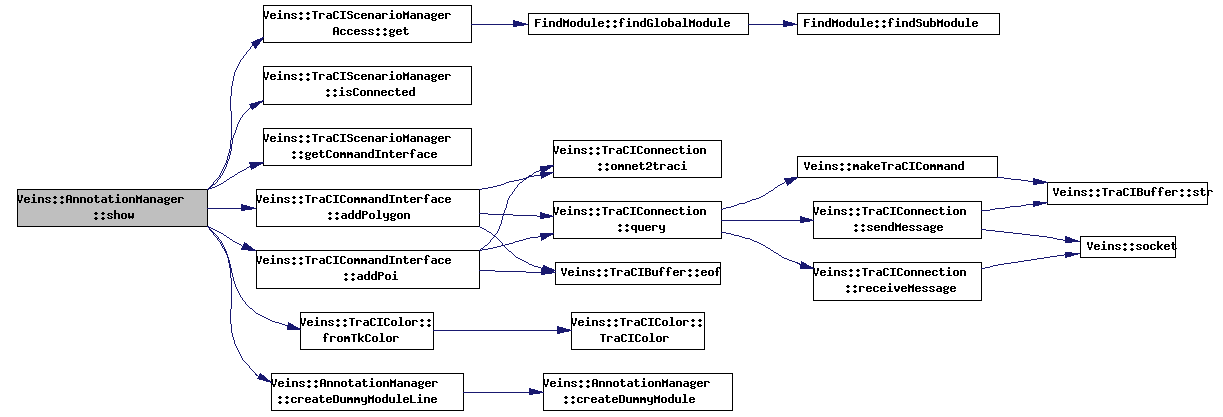 Veins::TraCIScenarioManager
Access::get
FindModule::findGlobalModule
FindModule::findSubModule
Veins::TraCIScenarioManager
::isConnected
Veins::TraCIScenarioManager
::getCommandInterface
Veins::AnnotationManager
::show
Veins::TraCICommandInterface
::addPolygon
Veins::TraCICommandInterface
::addPoi
Veins::TraCIColor::
fromTkColor
Veins::AnnotationManager
::createDummyModuleLine
Veins::TraCIConnection
::omnet2traci
Veins::TraCIConnection
::query
Veins::TraCIBuffer::eof
Veins::TraCIColor::
TraCIColor
Veins::AnnotationManager
::createDummyModule
Veins::makeTraCICommand
Veins::TraCIConnection
::sendMessage
Veins::TraCIConnection
::receiveMessage
Veins::TraCIBuffer::str
Veins::socket